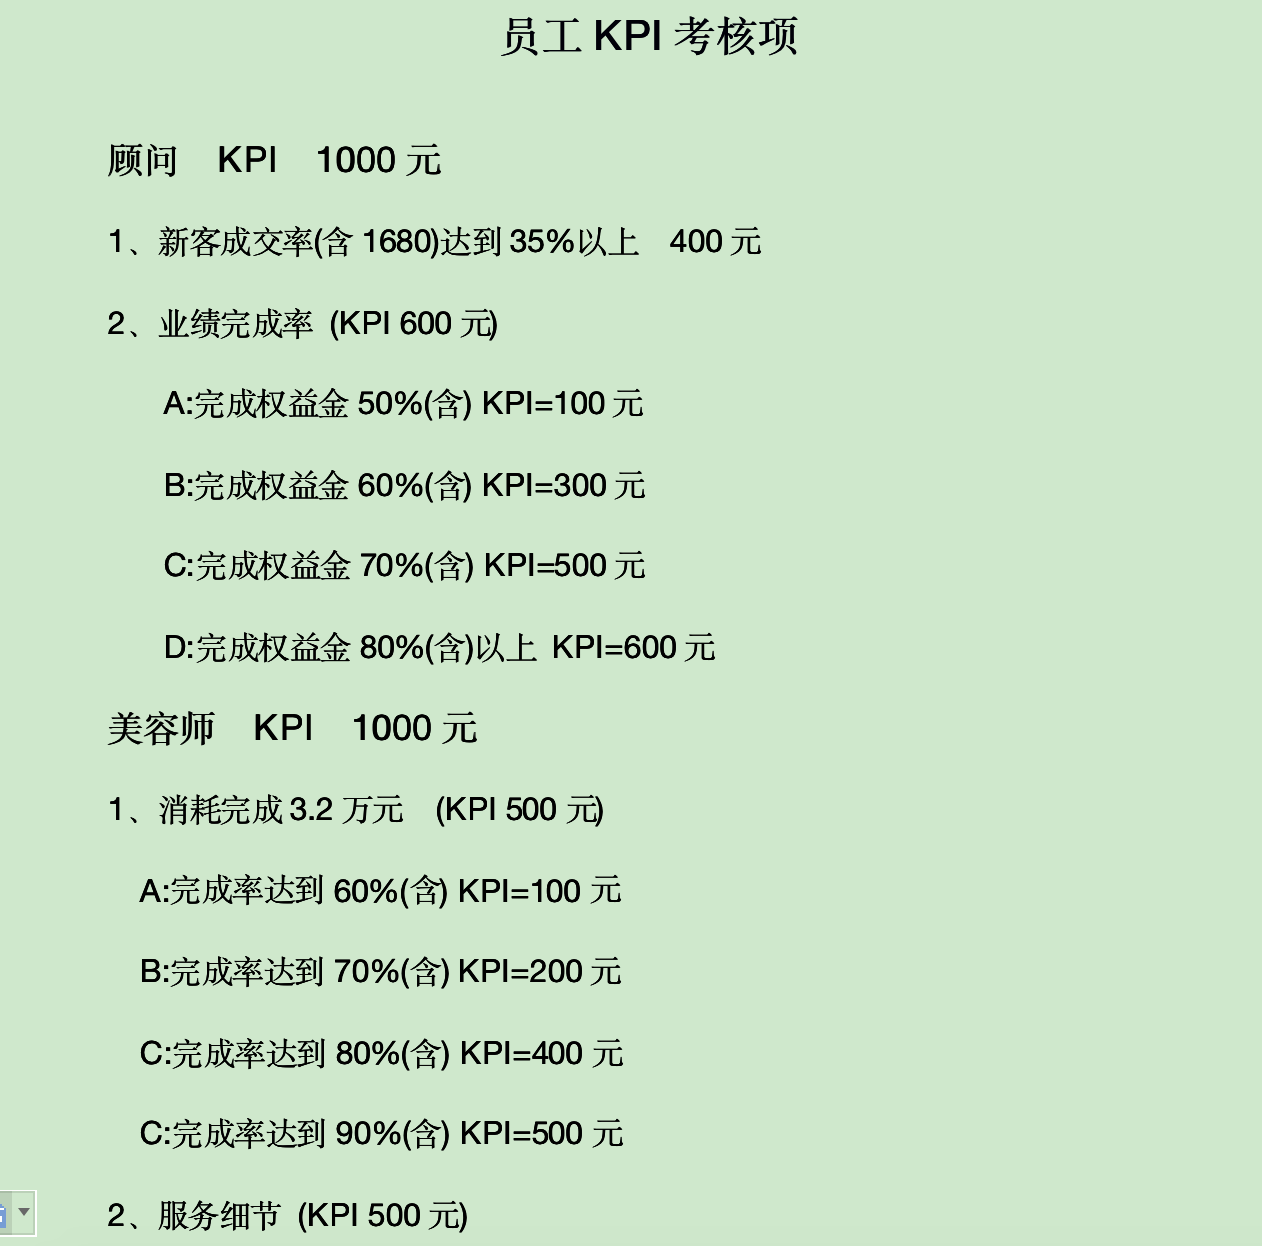 员工 KPI 考核项
顾问 KPI 1000 元
1、新客成交率(含 1680)达到 35%以上 400 元
2、业绩完成率 (KPI 600 元)
A:完成权益金 50%(含) KPI=100 元
B:完成权益金 60%(含) KPI=300 元
C:完成权益金 70%(含) KPI=500 元
D:完成权益金 80%(含)以上 KPI=600 元
美容师 KPI 1000 元
1、消耗完成 3.2 万元 (KPI 500 元)
A:完成率达到 60%(含) KPI=100 元
B:完成率达到 70%(含) KPI=200 元
C:完成率达到 80%(含) KPI=400 元
C:完成率达到 90%(含) KPI=500 元
2、服务细节 (KPI 500 元)